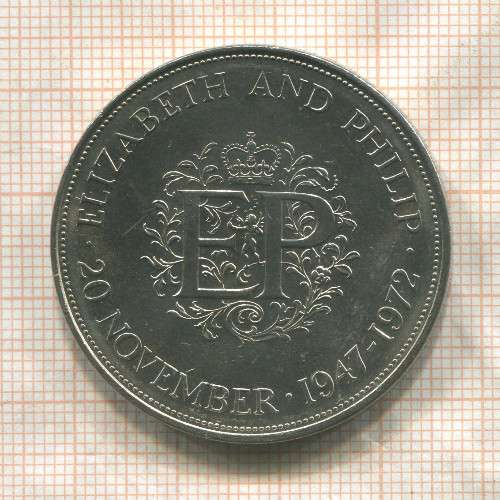 ELIZABETH AND PHILIP
· 20 NOVEMBER · 1947-1972 ·
EP